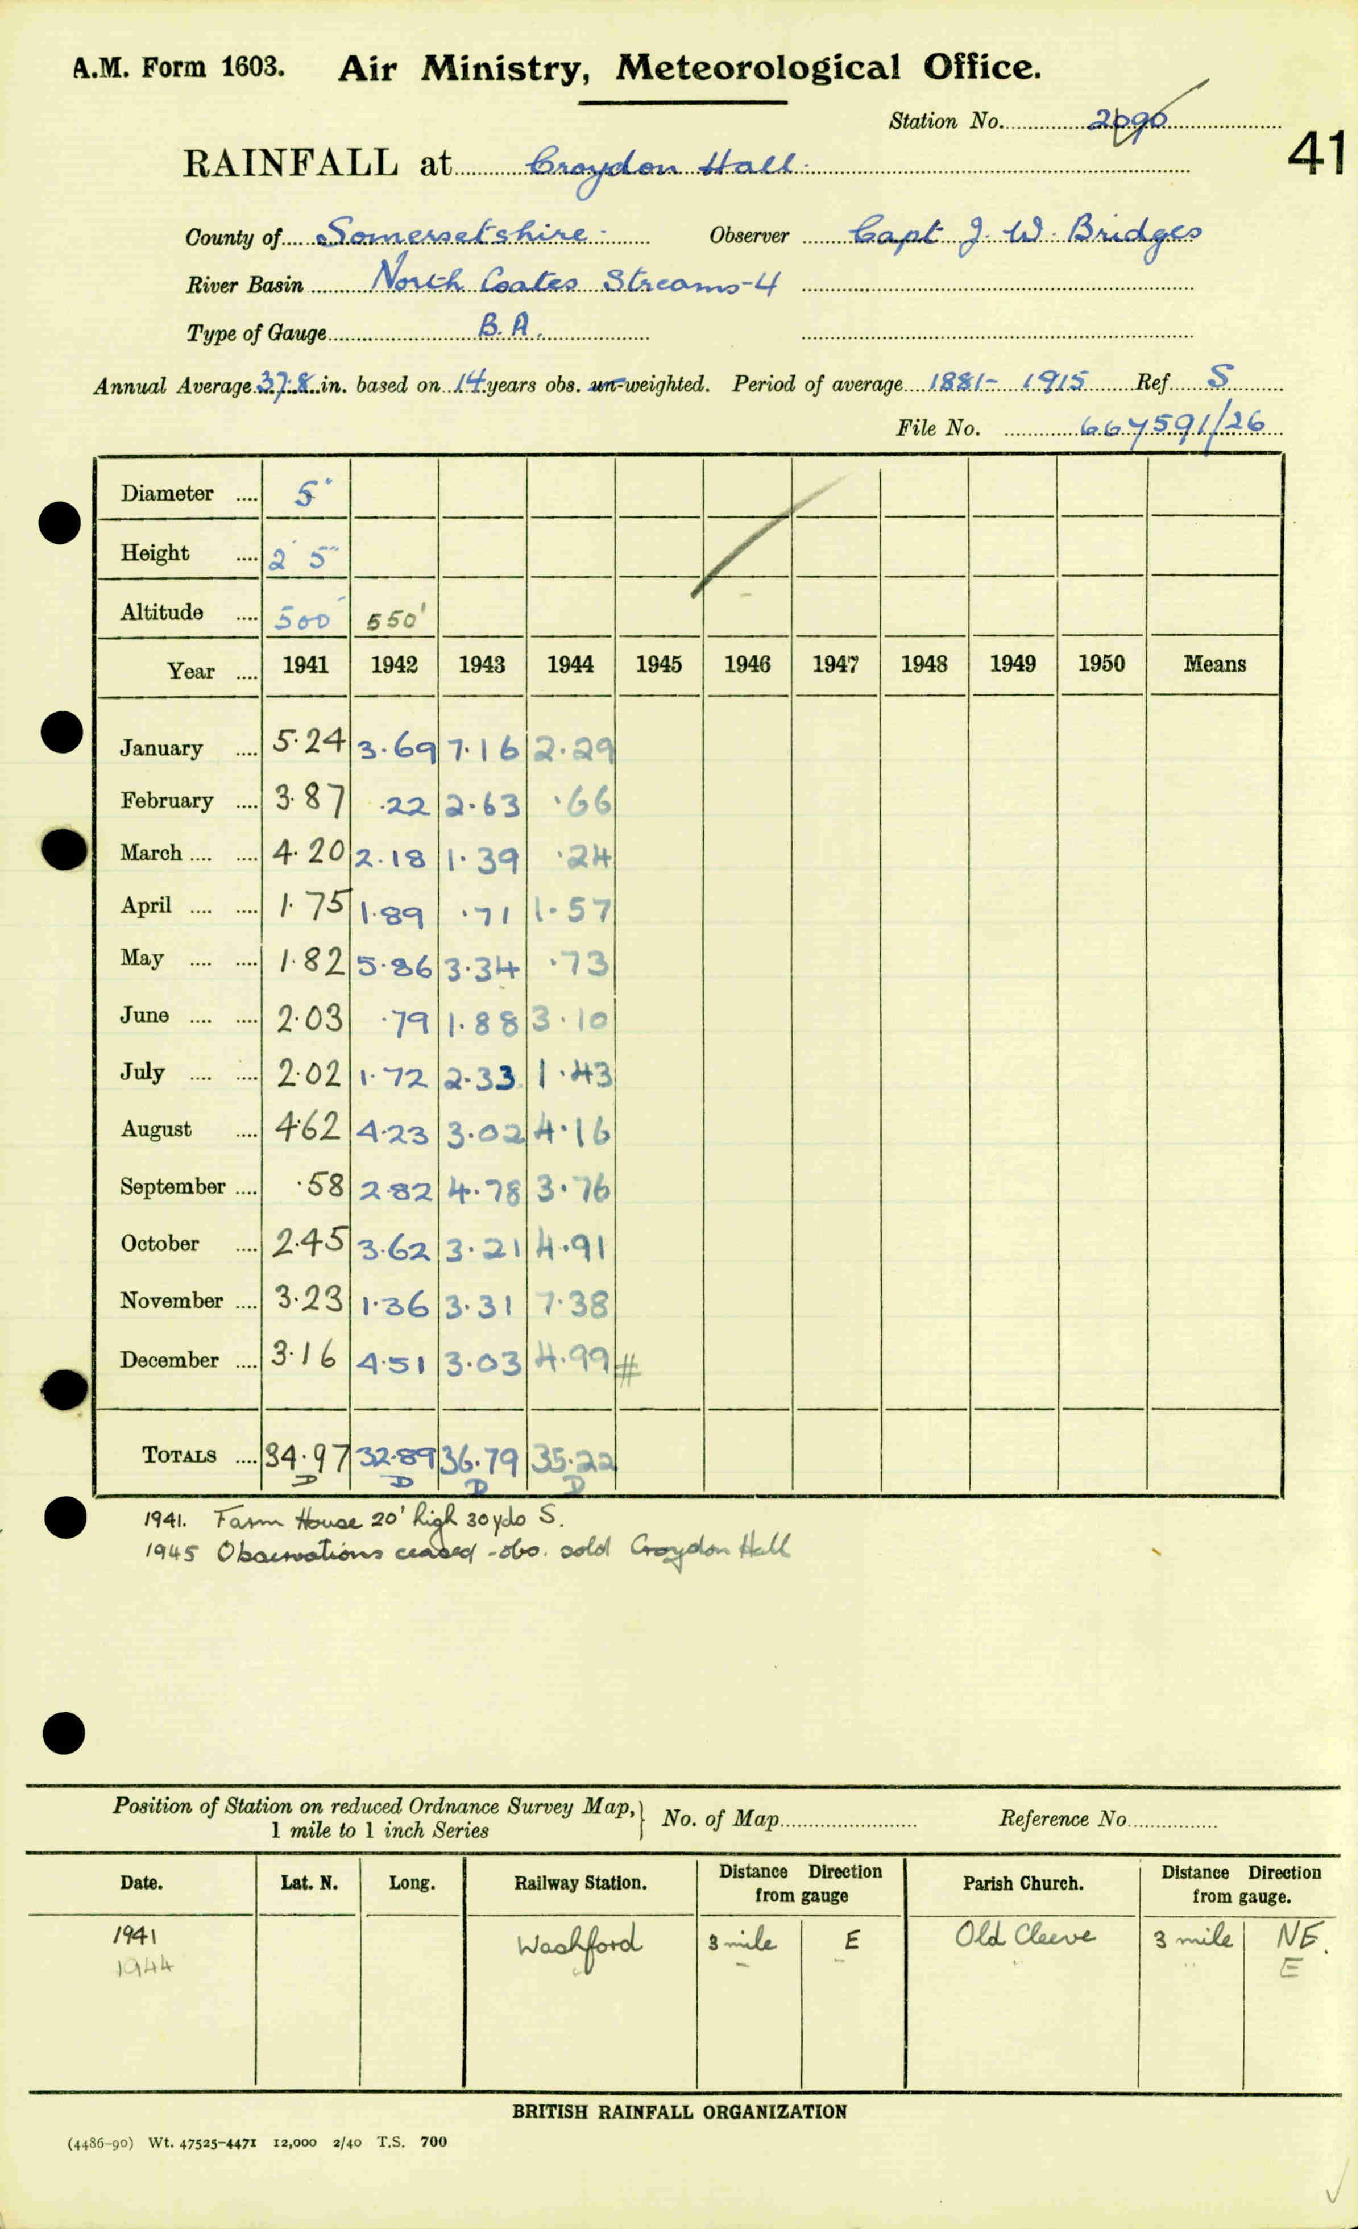 A.M. Form 1603. Air Ministry, Meteorological Office.
Station No. 2090
41
RAINFALL at Croydon Hall.
County of Somersetshire. Observer Capt J. W. Bridges
River Basin North Coates Streams-4
Type of Gauge B.A.
Annual Average 37.8 in. based on 14 years obs. un-weighted. Period of average 1881- 1915 Ref S
File No. 667591/26
Diameter .... 5"
Height .... 2' 5"
Altitude .... 500' 550'
Year .... 1941 1942 1943 1944 1945 1946 1947 1948 1949 1950 Means
January .... 5.24 3.69 7.16 2.29
February .... 3.87 .22 2.63 .66
March .... .... 4.20 2.18 1.39 .24
April .... .... 1.75 1.89 .71 1.57
May .... .... 1.82 5.86 3.34 .73
June .... .... 2.03 .79 1.88 3.10
July .... .... 2.02 1.72 2.33 1.43
August .... 4.62 4.23 3.02 4.16
September .... .58 2.82 4.78 3.76
October .... 2.45 3.62 3.21 4.91
November .... 3.23 1.36 3.31 7.38
December .... 3.16 4.51 3.03 4.99 #
TOTALS .... 34.97 32.89 36.79 35.22
D D D D
1941. Farm House 20' high 30 yds S.
1945 Observations ceased - obs. sold Croydon Hall
Position of Station on reduced Ordnance Survey Map, } No. of Map Reference No.
1 mile to 1 inch Series
Date. Lat. N. Long. Railway Station. Distance Direction from gauge Parish Church. Distance Direction from gauge.
1941 Washford 3 mile E Old Cleeve 3 mile NE.
1944 E
BRITISH RAINFALL ORGANIZATION
(4486-90) Wt. 47525-4471 12,000 2/40 T.S. 700